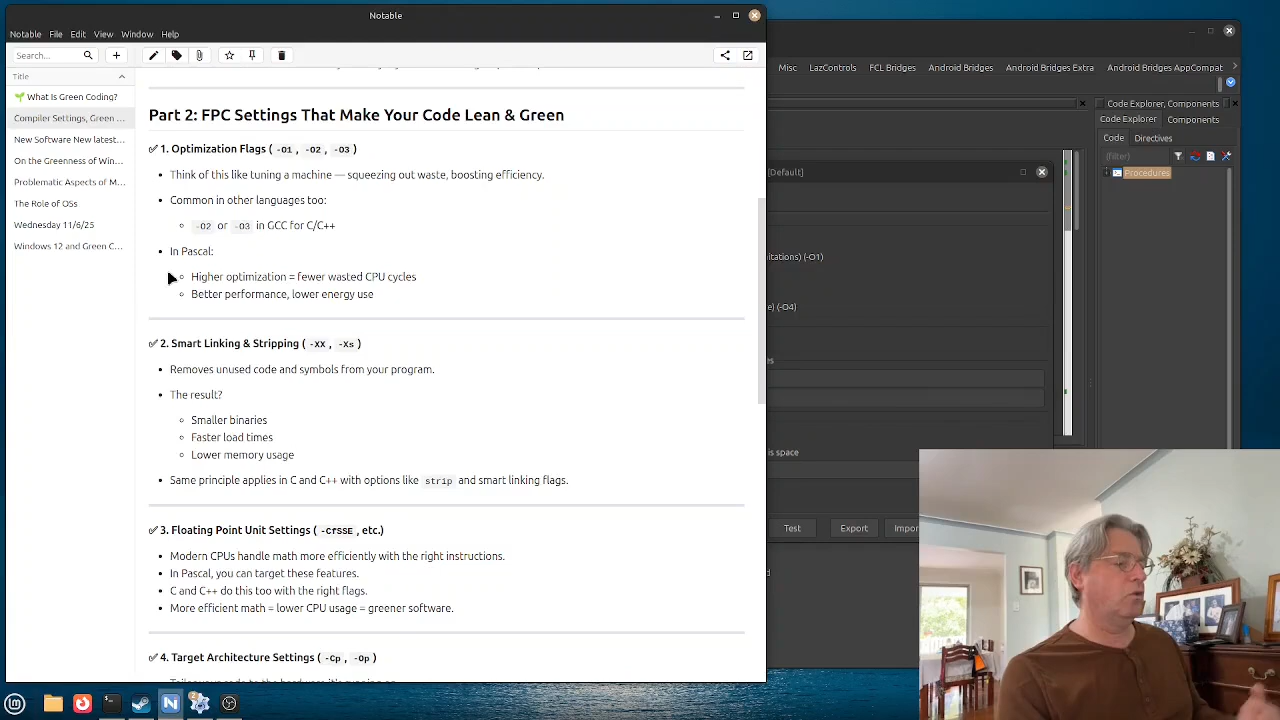 Notable
Notable File Edit View Window Help
Search...
Title
🌱 What Is Green Coding?
Compiler Settings, Green ...
New Software New latest...
On the Greenness of Win...
Problematic Aspects of M...
The Role of OSs
Wednesday 11/6/25
Windows 12 and Green C...
Part 2: FPC Settings That Make Your Code Lean & Green
✅ 1. Optimization Flags ( -O1 , -O2 , -O3 )
Think of this like tuning a machine — squeezing out waste, boosting efficiency.
Common in other languages too:
-O2 or -O3 in GCC for C/C++
In Pascal:
Higher optimization = fewer wasted CPU cycles
Better performance, lower energy use
✅ 2. Smart Linking & Stripping ( -XX , -Xs )
Removes unused code and symbols from your program.
The result?
Smaller binaries
Faster load times
Lower memory usage
Same principle applies in C and C++ with options like strip and smart linking flags.
✅ 3. Floating Point Unit Settings ( -CfSSE , etc.)
Modern CPUs handle math more efficiently with the right instructions.
In Pascal, you can target these features.
C and C++ do this too with the right flags.
More efficient math = lower CPU usage = greener software.
✅ 4. Target Architecture Settings ( -Cp , -Op )
Misc LazControls FCL Bridges Android Bridges Android Bridges Extra Android Bridges AppCompat
Code Explorer, Components
Code Explorer Components
Code Directives
(filter)
Procedures
[Default]
itations) (-O1)
e) (-O4)
es
is space
Test Export Impor
d